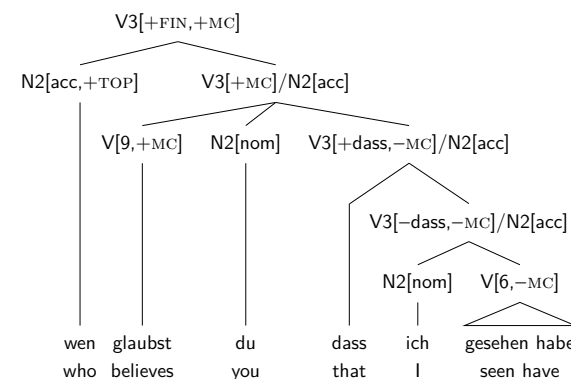 V3[+FIN,+MC]
N2[acc,+TOP] V3[+MC]/N2[acc]
V[9,+MC] N2[nom] V3[+dass,−MC]/N2[acc]
V3[−dass,−MC]/N2[acc]
N2[nom] V[6,−MC]
wen glaubst du dass ich gesehen habe
who believes you that I seen have